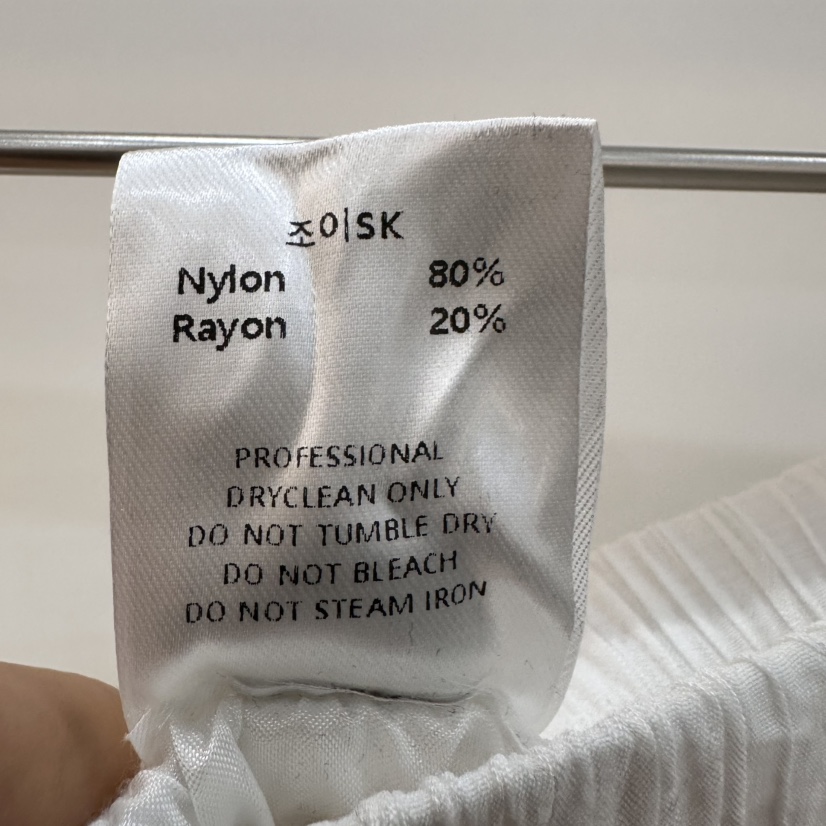 조이SK
Nylon 80%
Rayon 20%
PROFESSIONAL
DRYCLEAN ONLY
DO NOT TUMBLE DRY
DO NOT BLEACH
DO NOT STEAM IRON